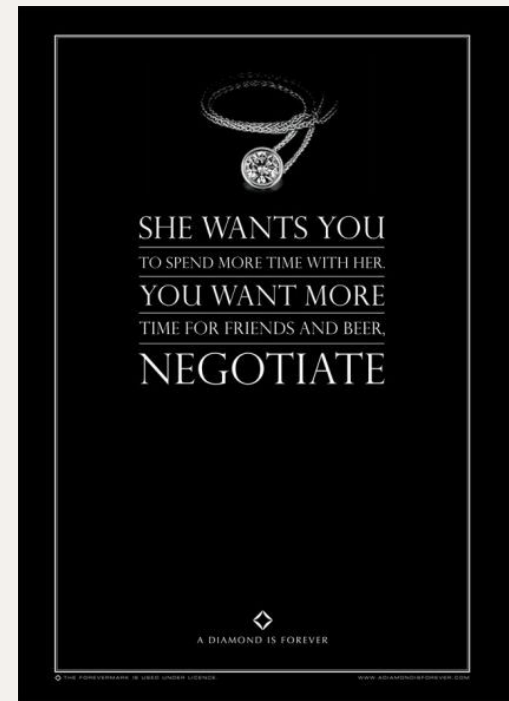 SHE WANTS YOU
TO SPEND MORE TIME WITH HER.
YOU WANT MORE
TIME FOR FRIENDS AND BEER,
NEGOTIATE
A DIAMOND IS FOREVER
THE FOREVERMARK IS USED UNDER LICENCE.
WWW.ADIAMONDISFOREVER.COM